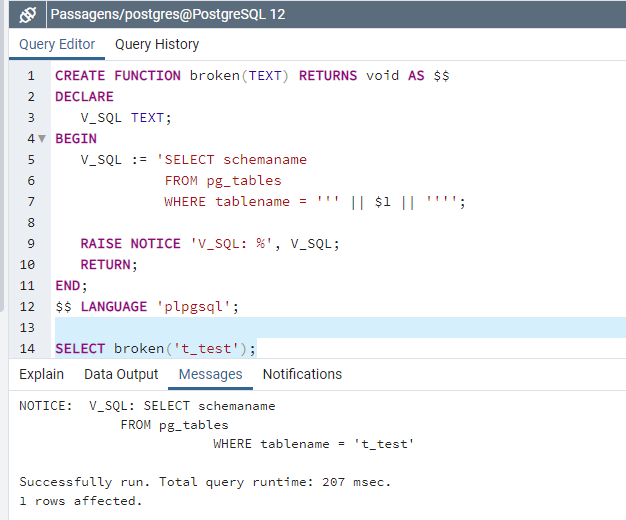 Passagens/postgres@PostgreSQL 12
Query Editor Query History
1 CREATE FUNCTION broken(TEXT) RETURNS void AS $$
2 DECLARE
3 V_SQL TEXT;
4 BEGIN
5 V_SQL := 'SELECT schemaname
6 FROM pg_tables
7 WHERE tablename = ''' || $1 || '''';
8
9 RAISE NOTICE 'V_SQL: %', V_SQL;
10 RETURN;
11 END;
12 $$ LANGUAGE 'plpgsql';
13
14 SELECT broken('t_test');
Explain Data Output Messages Notifications
NOTICE: V_SQL: SELECT schemaname
FROM pg_tables
WHERE tablename = 't_test'
Successfully run. Total query runtime: 207 msec.
1 rows affected.